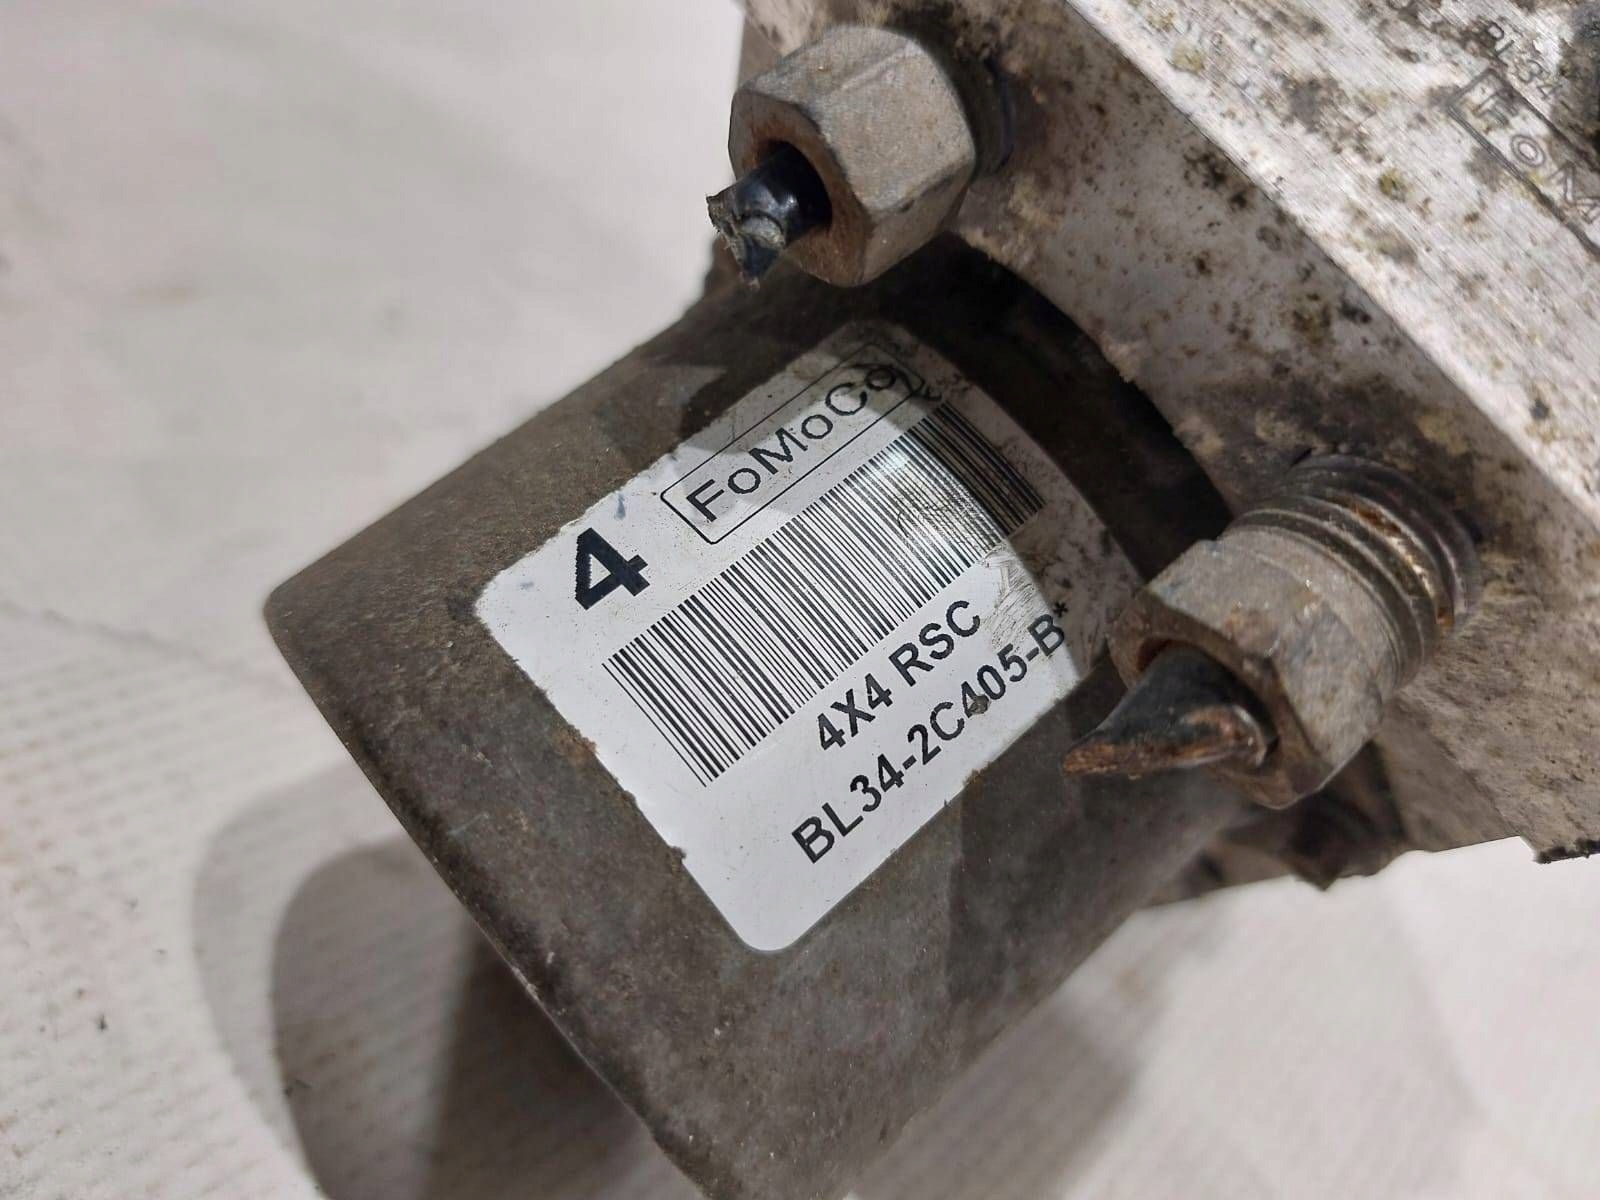 FoMoCo
4
4X4 RSC
BL34-2C405-B*